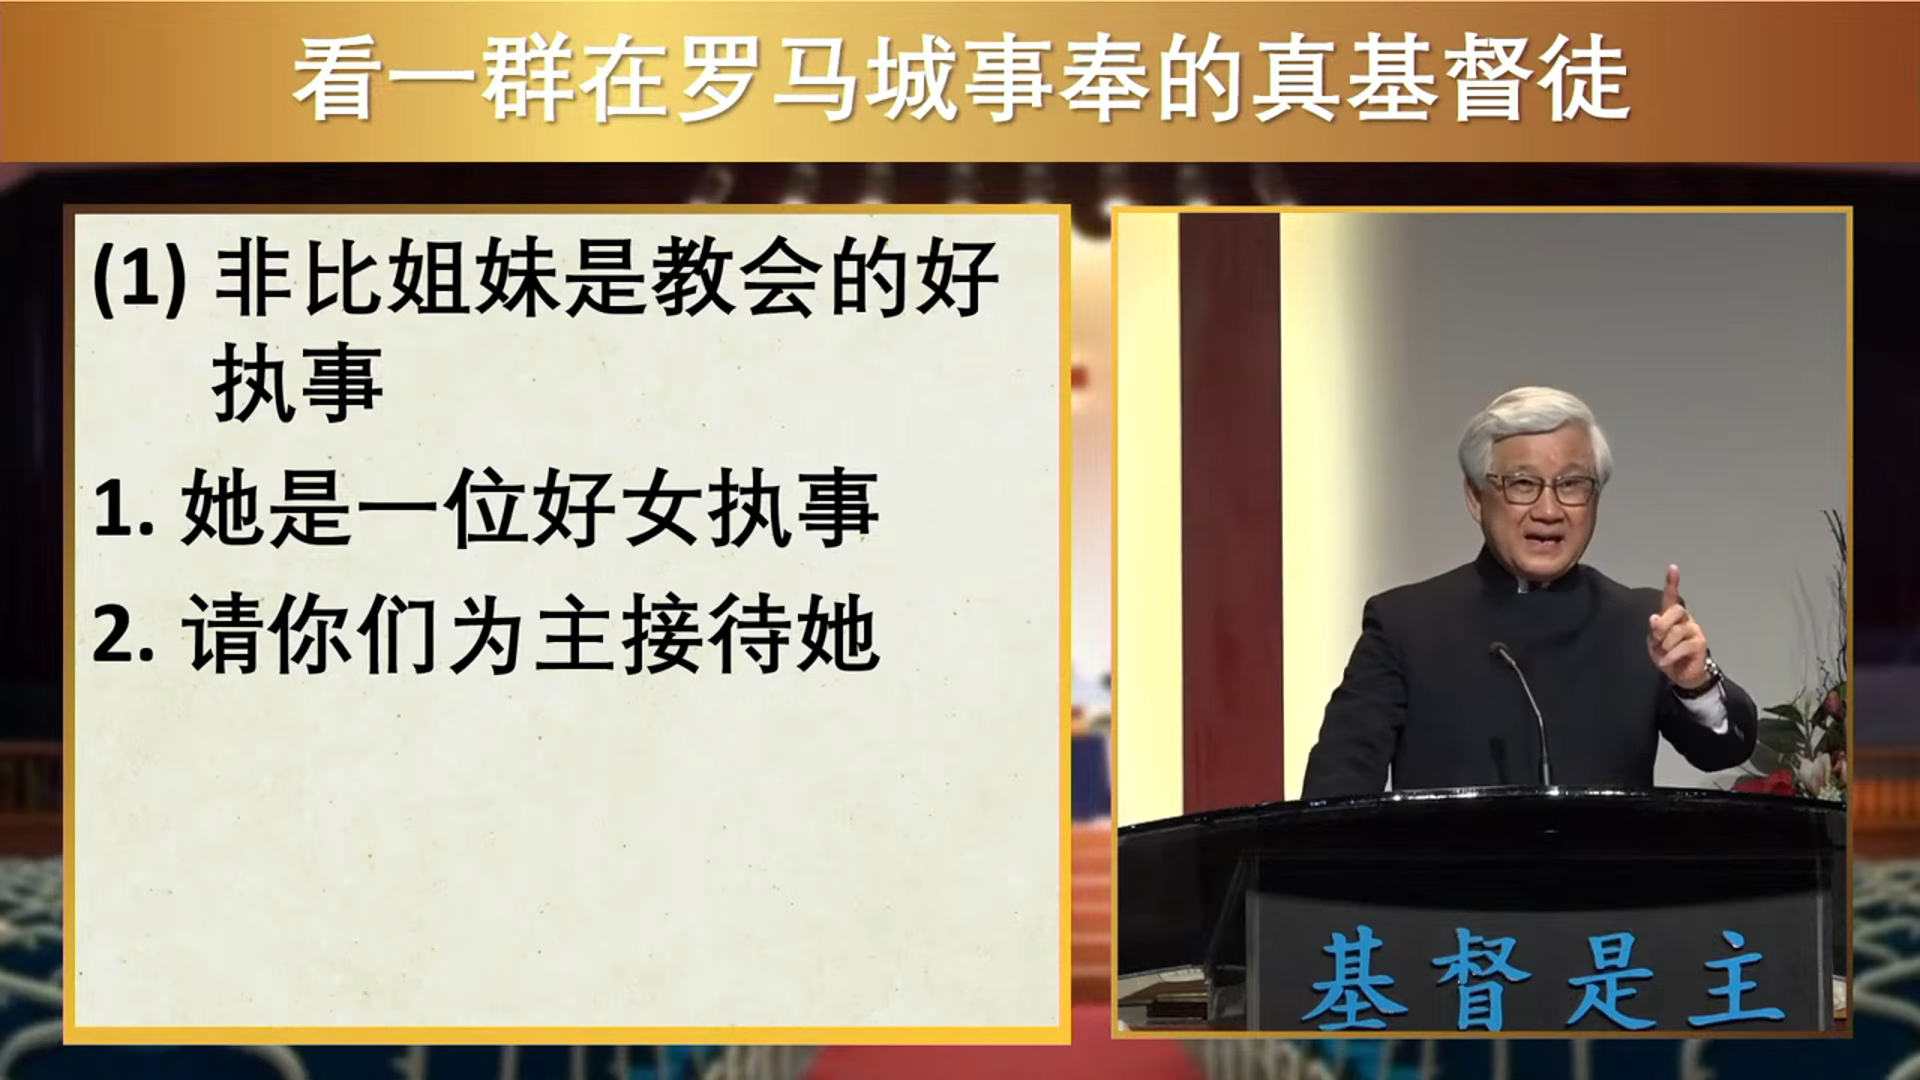 看一群在罗马城事奉的真基督徒
(1) 非比姐妹是教会的好
执事
1. 她是一位好女执事
2. 请你们为主接待她
基督是主